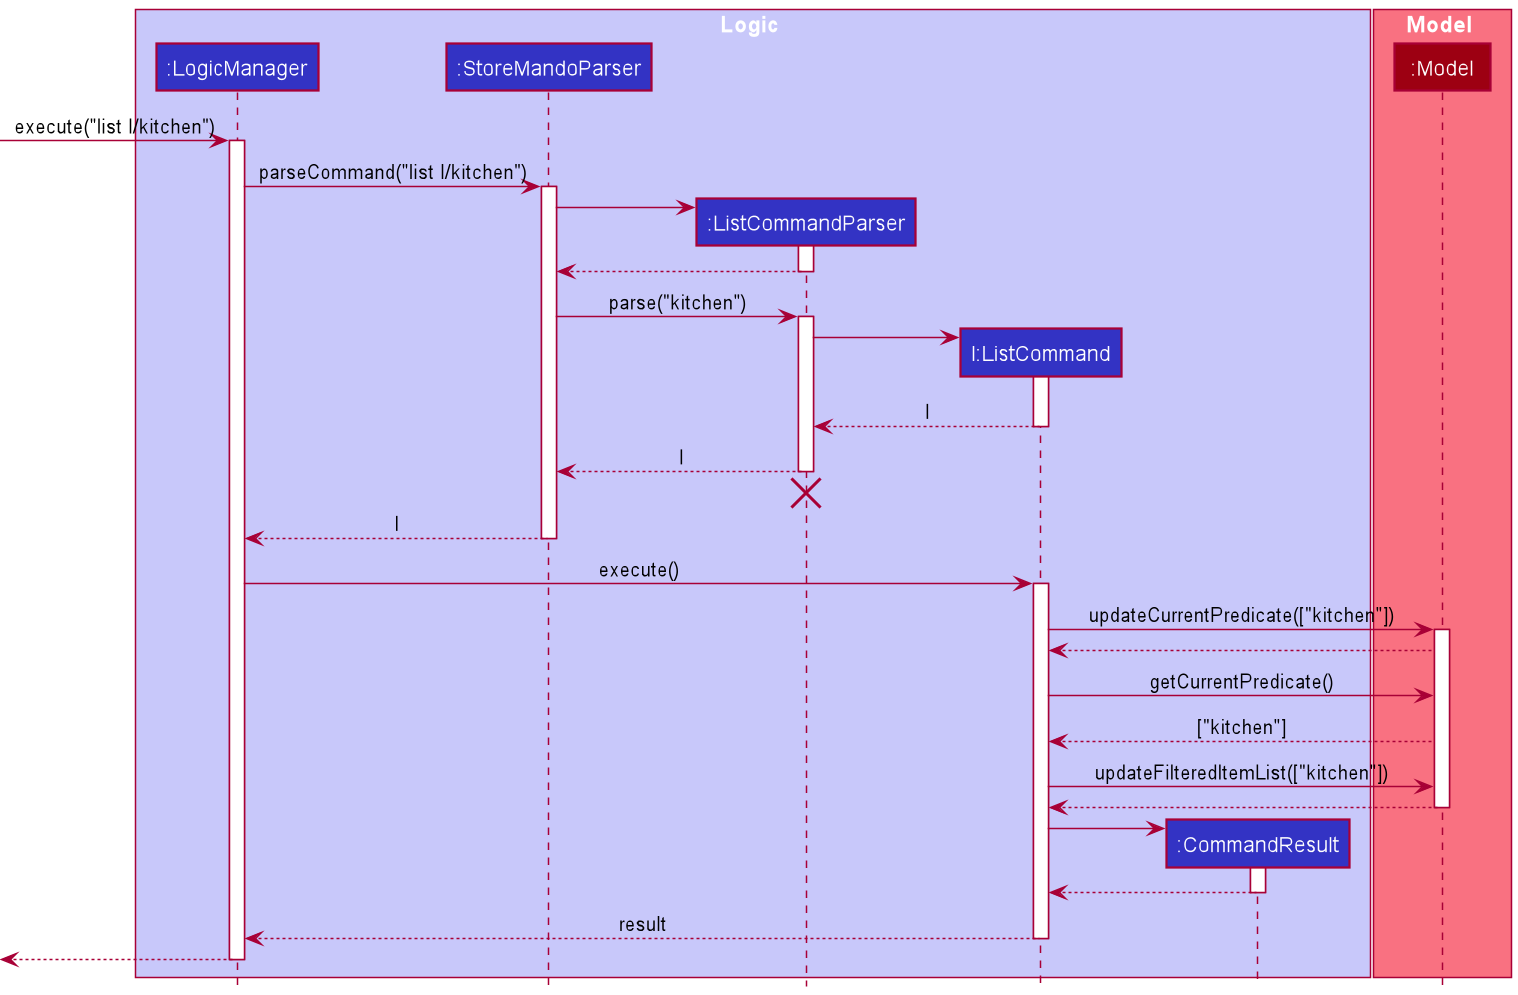 Logic
Model
:LogicManager
:StoreMandoParser
:Model
execute("list l/kitchen")
parseCommand("list l/kitchen")
:ListCommandParser
parse("kitchen")
l:ListCommand
l
l
l
execute()
updateCurrentPredicate(["kitchen"])
getCurrentPredicate()
["kitchen"]
updateFilteredItemList(["kitchen"])
:CommandResult
result